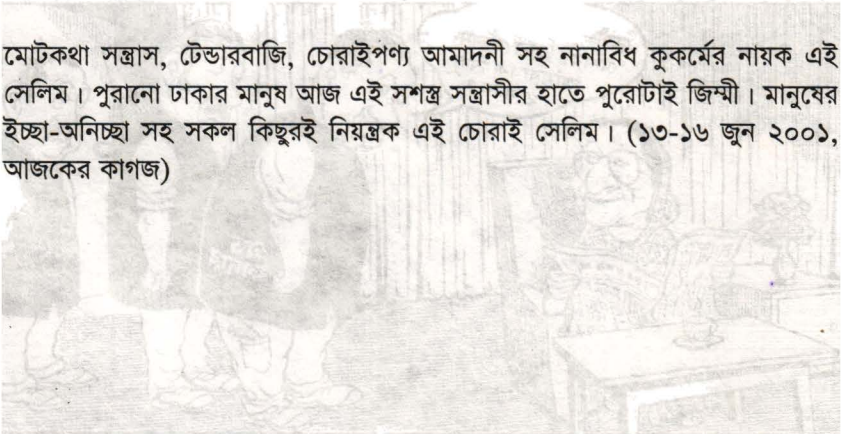 মোটকথা সন্ত্রাস, টেন্ডারবাজি, চোরাইপণ্য আমাদনী সহ নানাবিধ কুকর্মের নায়ক এই
সেলিম। পুরানো ঢাকার মানুষ আজ এই সশস্ত্র সন্ত্রাসীর হাতে পুরোটাই জিম্মী। মানুষের
ইচ্ছা-অনিচ্ছা সহ সকল কিছুরই নিয়ন্ত্রক এই চোরাই সেলিম। (১৩-১৬ জুন ২০০১,
আজকের কাগজ)